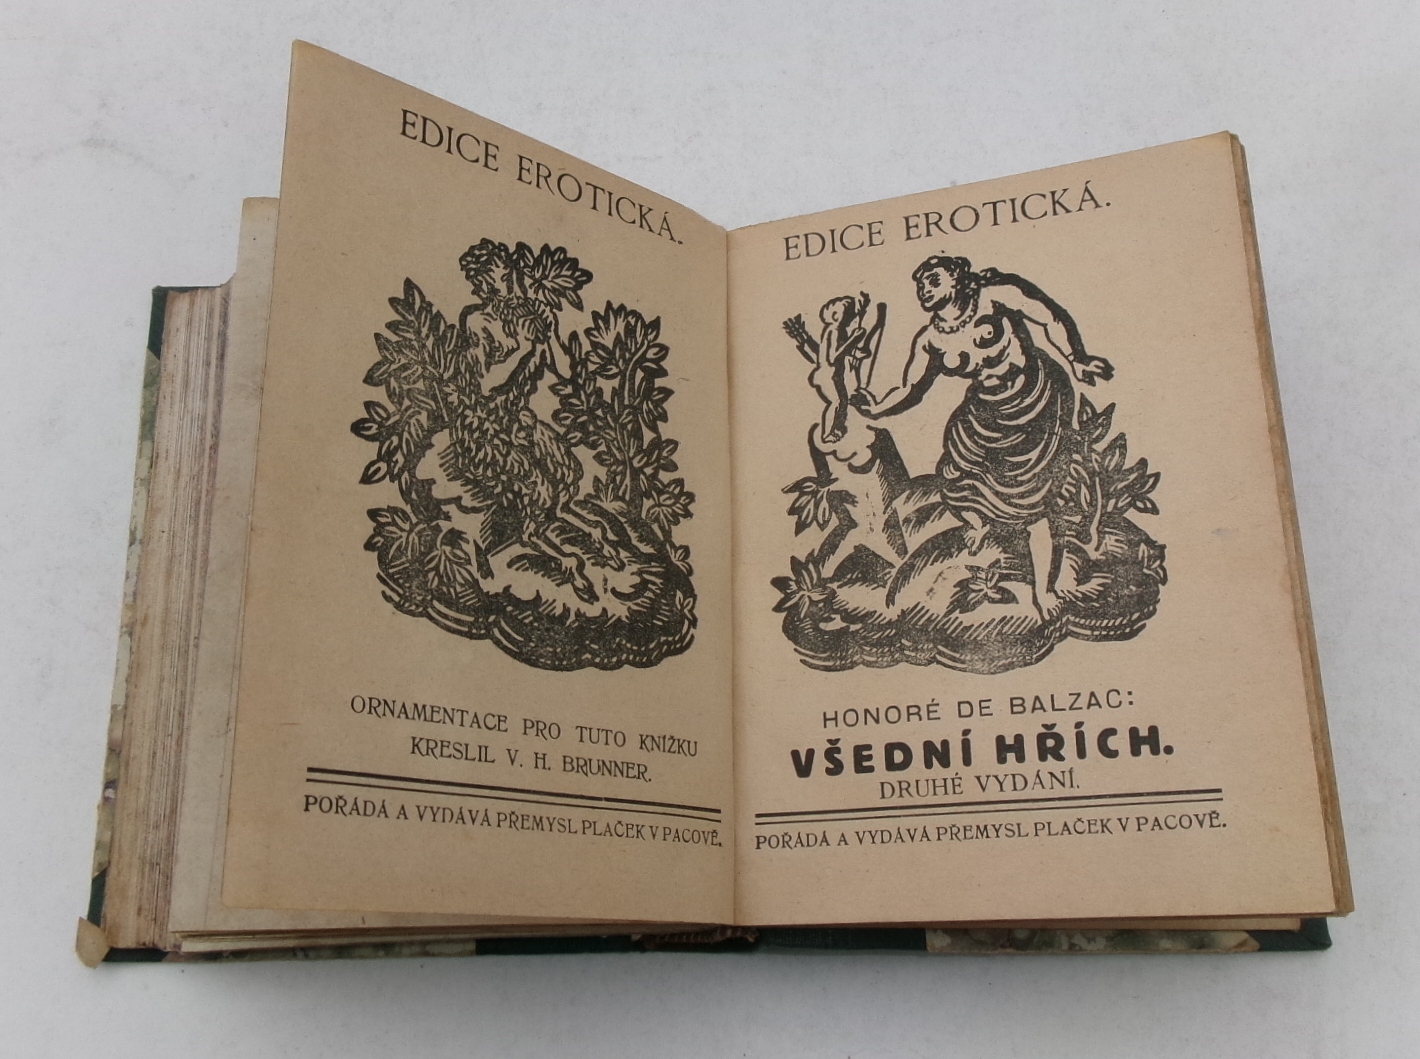 EDICE EROTICKÁ.
ORNAMENTACE PRO TUTO KNÍŽKU
KRESLIL V. H. BRUNNER.
POŘÁDÁ A VYDÁVÁ PŘEMYSL PLAČEK V PACOVĚ.
EDICE EROTICKÁ.
HONORÉ DE BALZAC:
VŠEDNÍ HŘÍCH.
DRUHÉ VYDÁNÍ.
POŘÁDÁ A VYDÁVÁ PŘEMYSL PLAČEK V PACOVĚ.